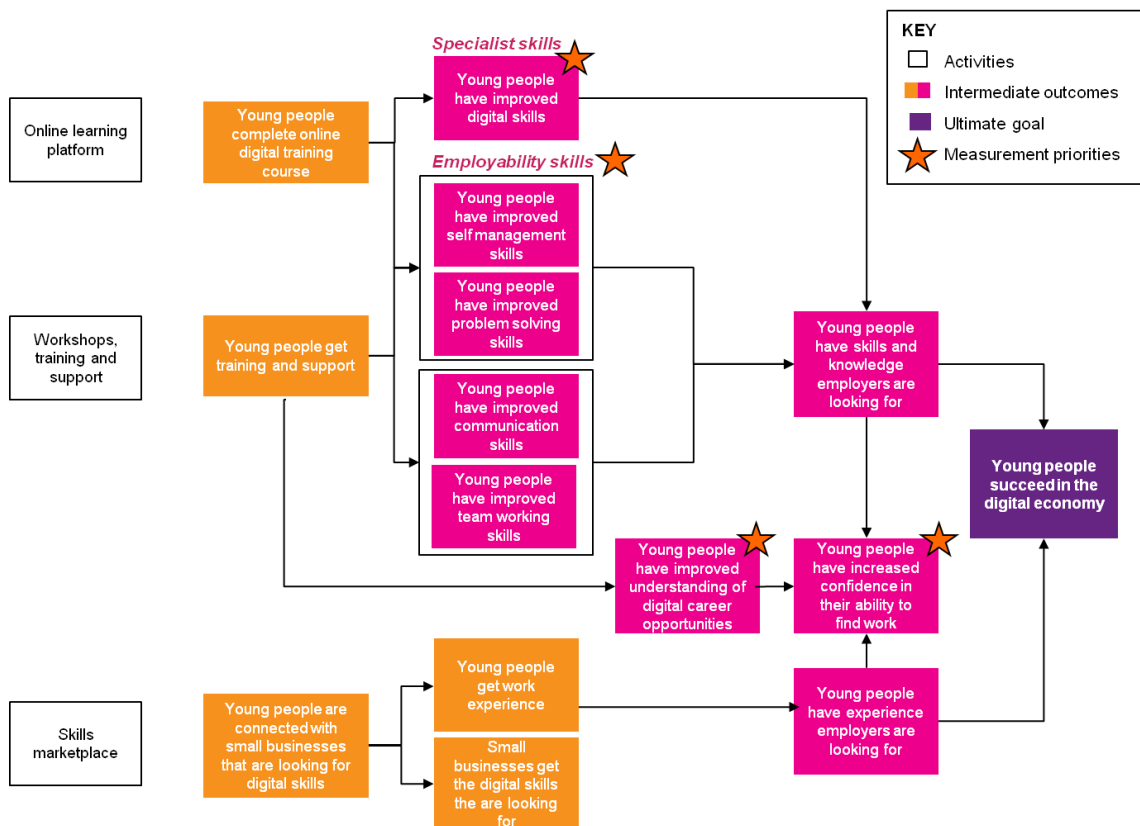 Specialist skills
KEY
Activities
Intermediate outcomes
Ultimate goal
Measurement priorities
Online learning
platform
Young people
complete online
digital training
course
Young people
have improved
digital skills
Employability skills
Young people
have improved
self management
skills
Young people
have improved
problem solving
skills
Workshops,
training and
support
Young people get
training and support
Young people
have improved
communication
skills
Young people
have improved
team working
skills
Young people
have skills and
knowledge
employers are
looking for
Young people
succeed in the
digital economy
Young people
have improved
understanding of
digital career
opportunities
Young people
have increased
confidence in
their ability to
find work
Skills
marketplace
Young people are
connected with
small businesses
that are looking for
digital skills
Young people
get work
experience
Small
businesses get
the digital skills
the are looking
for
Young people
have experience
employers are
looking for